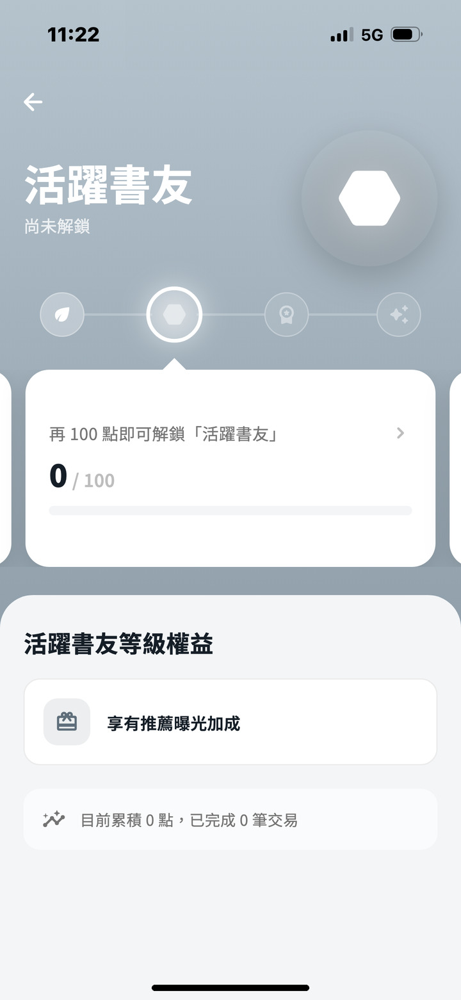 11:22
5G
活躍書友
尚未解鎖
再 100 點即可解鎖「活躍書友」
0 / 100
活躍書友等級權益
享有推薦曝光加成
目前累積 0 點，已完成 0 筆交易